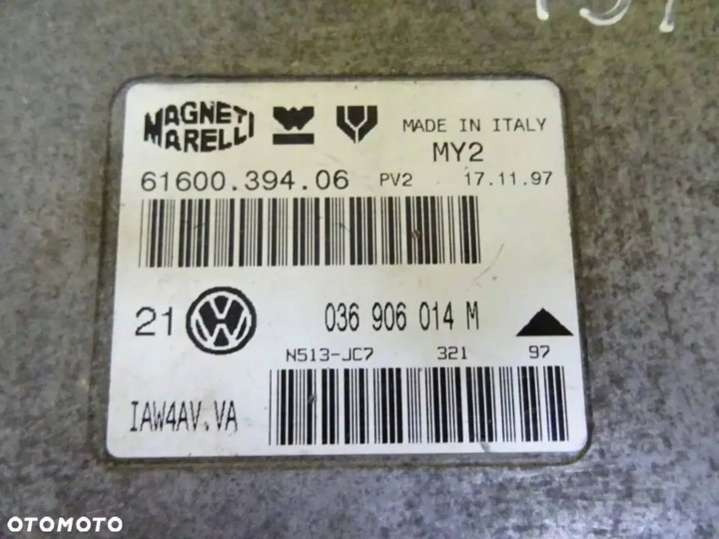 MAGNETI
MARELLI
MADE IN ITALY
MY2
61600.394.06 PV2 17.11.97
21 036 906 014 M
N513-JC7 321 97
IAW4AV.VA
OTOMOTO